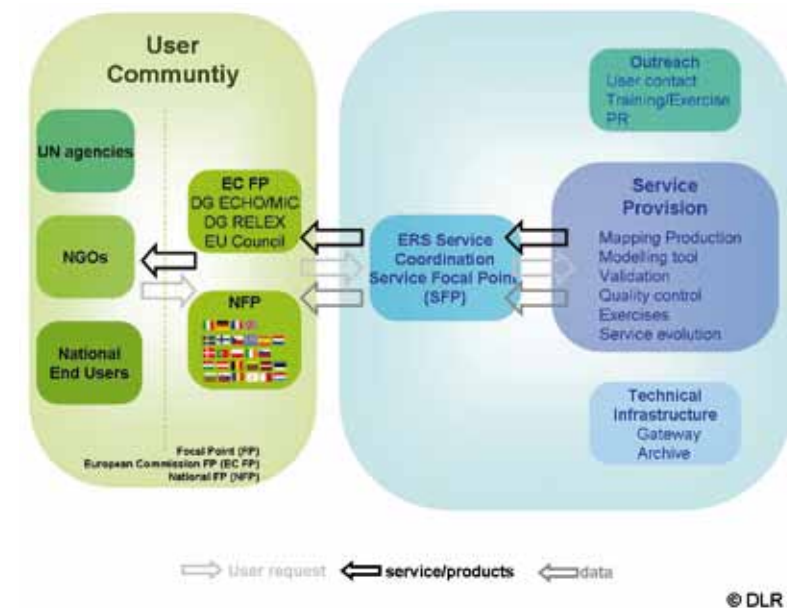 User
Communtiy
UN agencies
NGOs
National
End Users
EC FP
DG ECHO/MIC
DG RELEX
EU Council
NFP
Focal Point (FP)
European Commission FP (EC FP)
National FP (NFP)
ERS Service
Coordination
Service Focal Point
(SFP)
Outreach
User contact
Training/Exercise
PR
Service
Provision
Mapping Production
Modelling tool
Validation
Quality control
Exercises
Service evolution
Technical
Infrastructure
Gateway
Archive
User request
service/products
data
© DLR